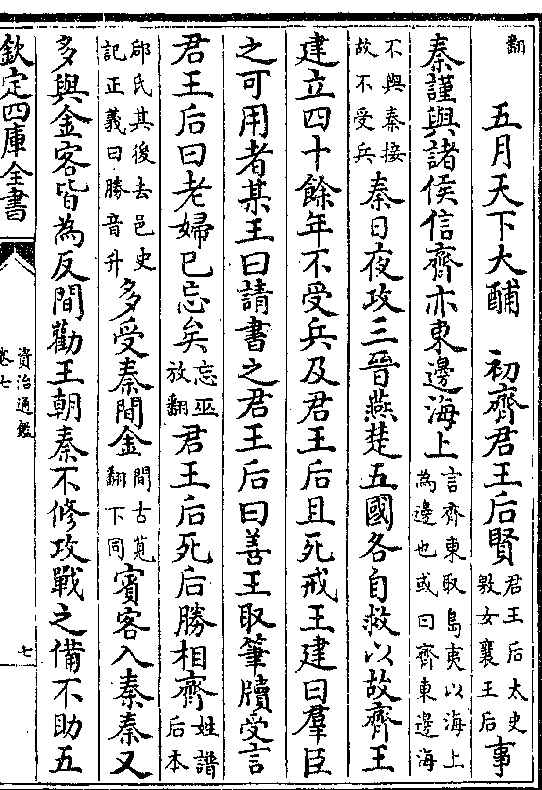 翻
五月天下大酺　初齊君王后賢君王后太史敫女襄王后事
秦謹與諸侯信齊亦東邊海上言齊東取島夷以海上為邊也或曰齊東邊海
不與秦接故不受兵秦日夜攻三晉燕楚五國各自救以故齊王
建立四十餘年不受兵及君王后且死戒王建曰羣臣
之可用者某王曰請書之君王后曰善王取筆牘受言
君王后曰老婦已忘矣忘巫放翻君王后死后勝相齊姓譜后本
郈氏其後去邑史記正義曰勝音升多受秦間金間古莧翻下同賓客入秦秦又
多與金客皆為反間勸王朝秦不修攻戰之備不助五
欽定四庫全書
資治通鑑
卷七
七